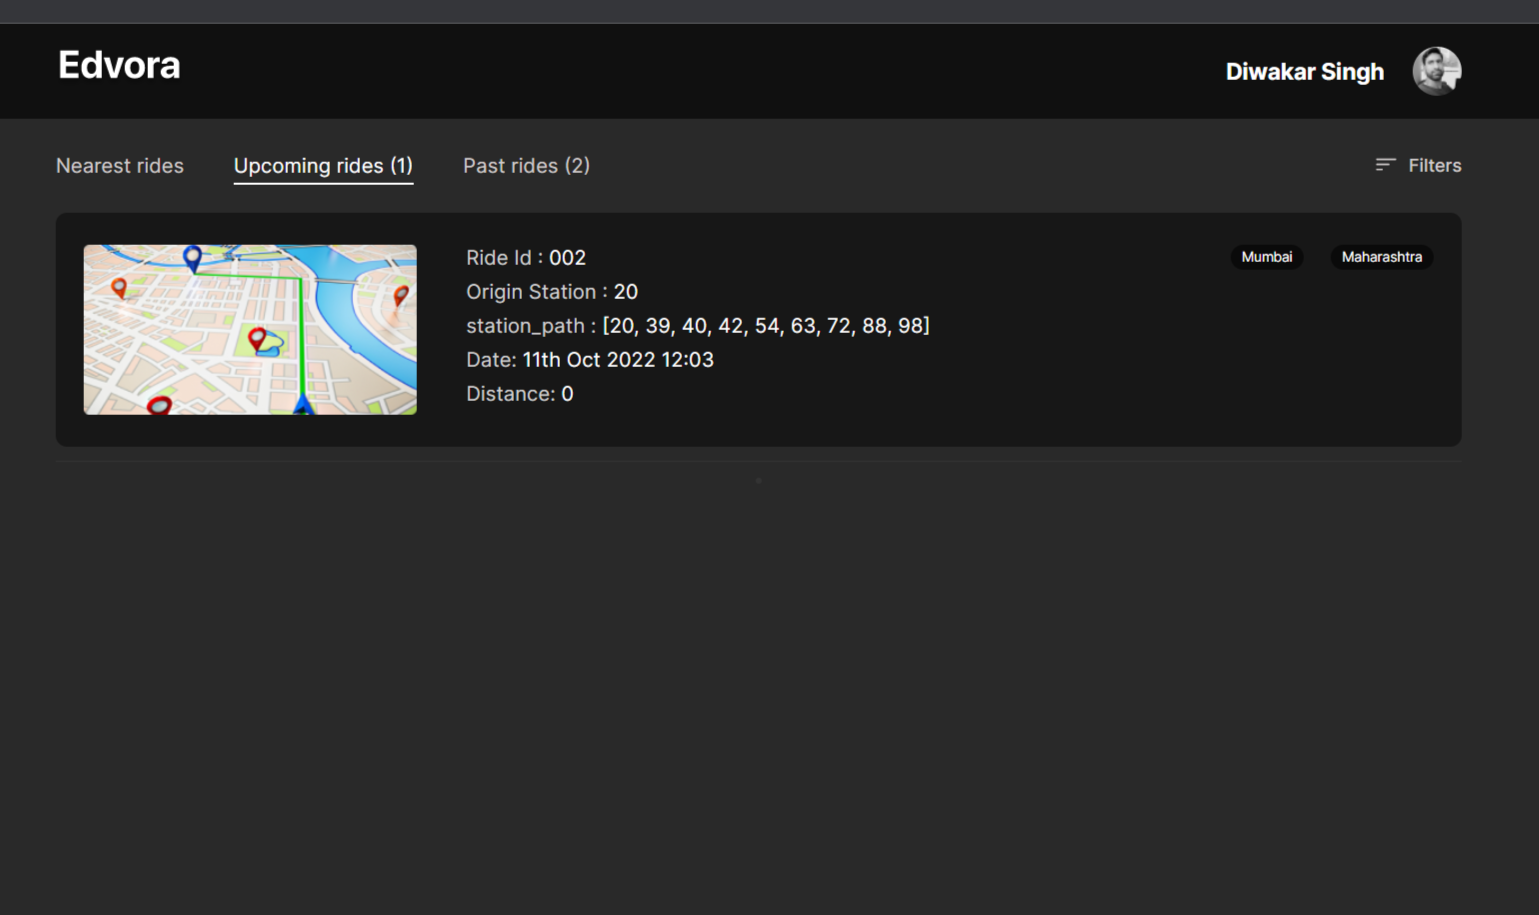 Edvora
Diwakar Singh
Nearest rides
Upcoming rides (1)
Past rides (2)
Filters
Ride Id : 002
Origin Station : 20
station_path : [20, 39, 40, 42, 54, 63, 72, 88, 98]
Date: 11th Oct 2022 12:03
Distance: 0
Mumbai
Maharashtra